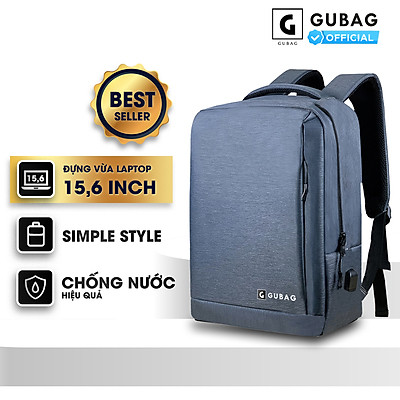 G
GUBAG
GUBAG
OFFICIAL
BEST
SELLER
15,6
ĐỰNG VỪA LAPTOP
15,6 INCH
SIMPLE STYLE
CHỐNG NƯỚC
HIỆU QUẢ
G GUBAG